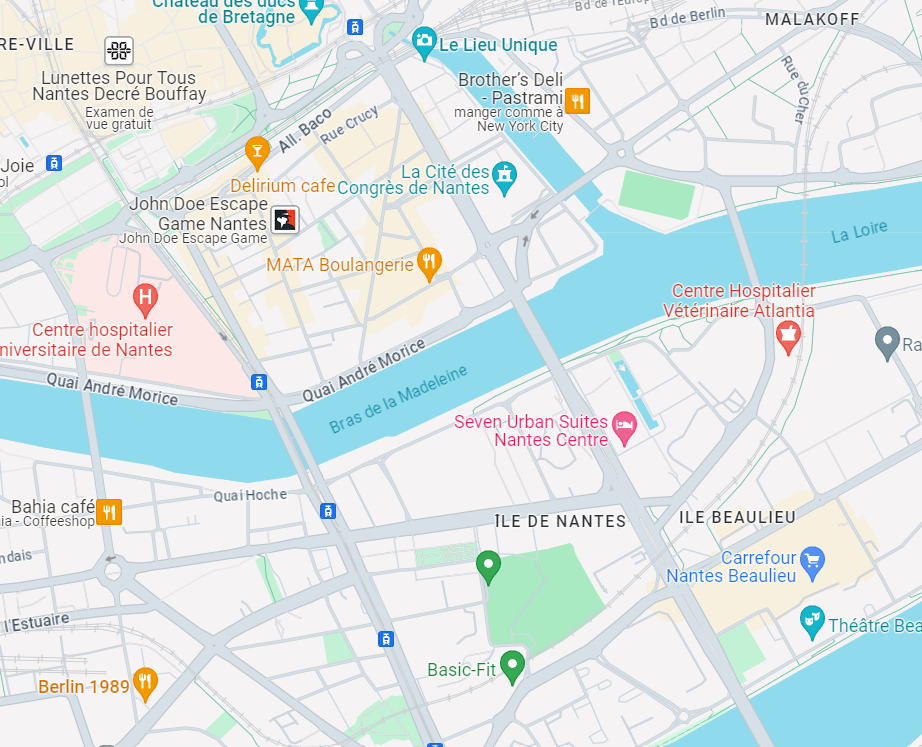 Château des ducs
de Bretagne
Bd de l'Europe
Bd de Berlin
MALAKOFF
RE-VILLE
Le Lieu Unique
Lunettes Pour Tous
Nantes Decré Bouffay
Examen de
vue gratuit
Brother's Deli
- Pastrami
manger comme à
New York City
Rue du Cher
All. Baco
Rue Crucy
Joie
ol
Delirium cafe
La Cité des
Congrès de Nantes
John Doe Escape
Game Nantes
John Doe Escape Game
La Loire
MATA Boulangerie
Centre Hospitalier
Vétérinaire Atlantia
Centre hospitalier
niversitaire de Nantes
Ra
Quai André Morice
Quai André Morice
Bras de la Madeleine
Seven Urban Suites
Nantes Centre
Quai Hoche
Bahia café
ia - Coffeeshop
ÎLE DE NANTES
ILE BEAULIEU
ndais
Carrefour
Nantes Beaulieu
l'Estuaire
Théâtre Bea
Basic-Fit
Berlin 1989